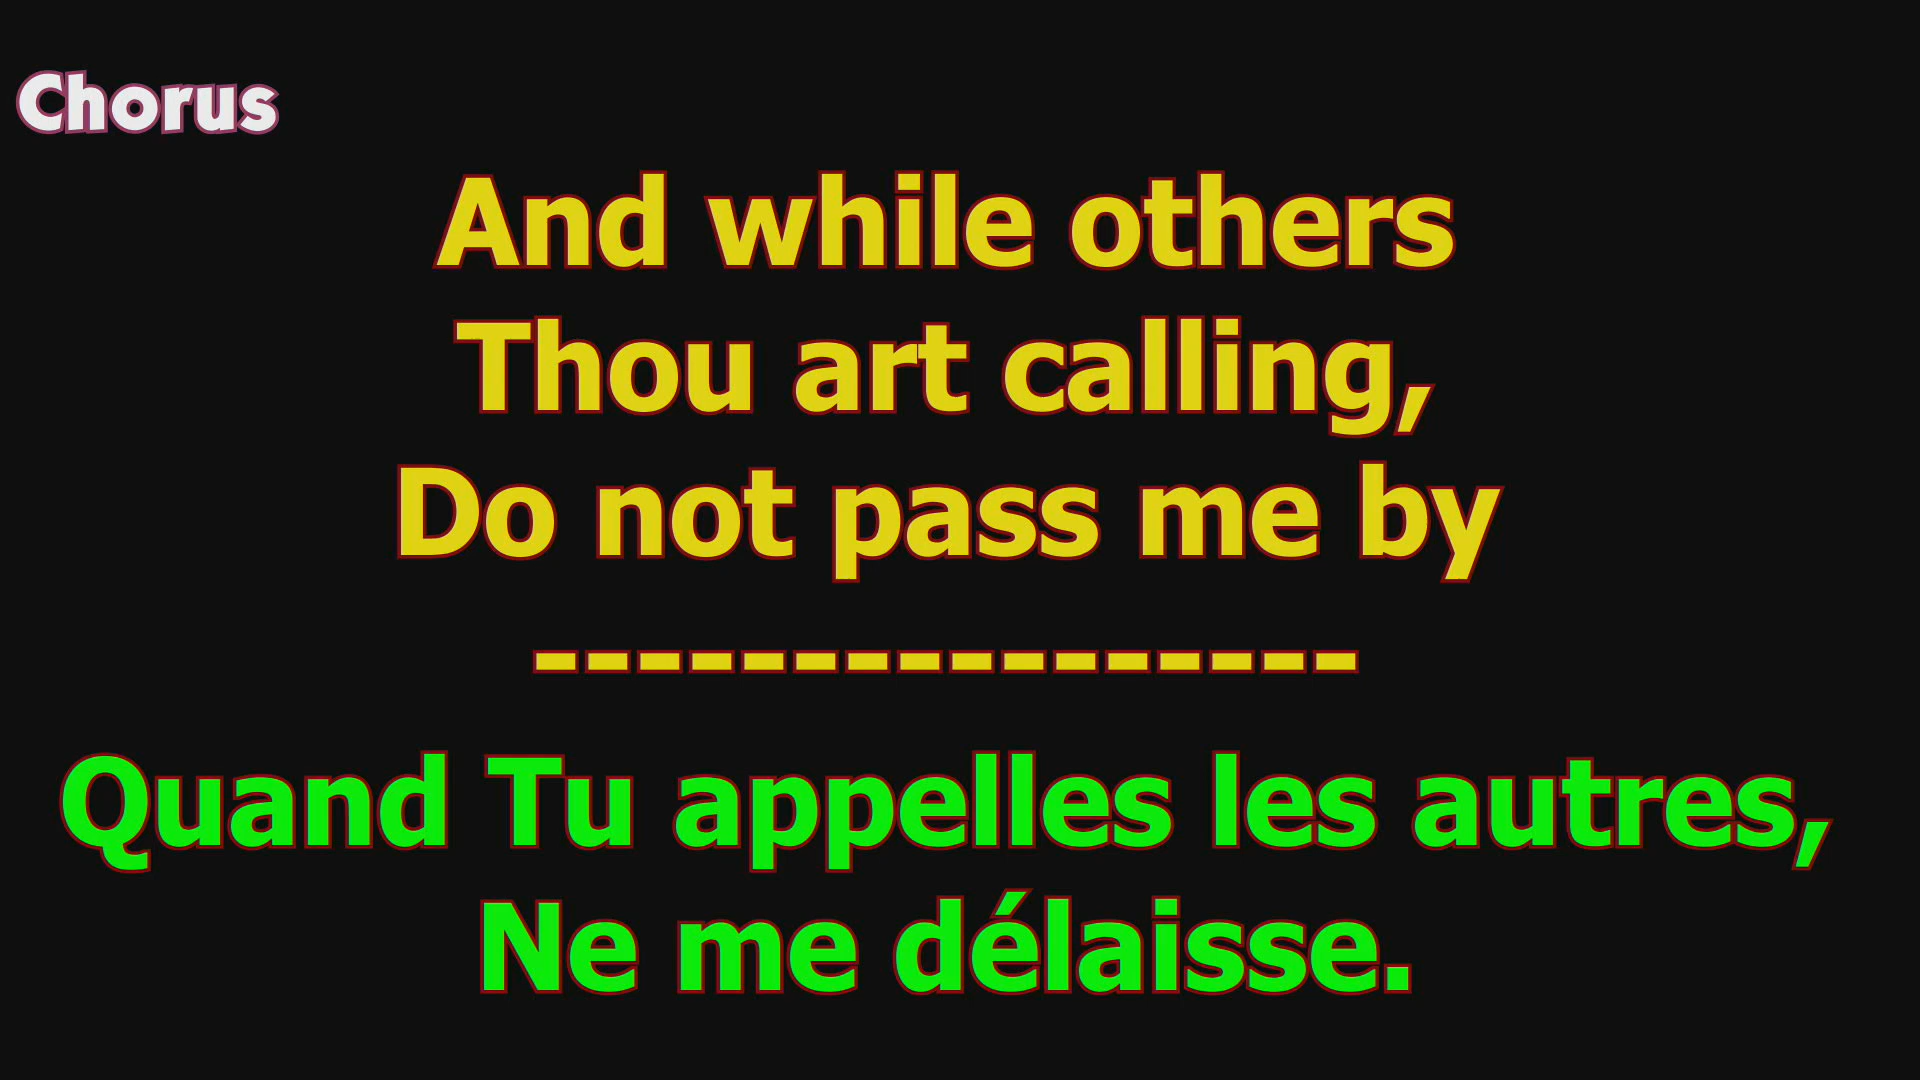 Chorus
And while others
Thou art calling,
Do not pass me by
----------------
Quand Tu appelles les autres,
Ne me délaisse.